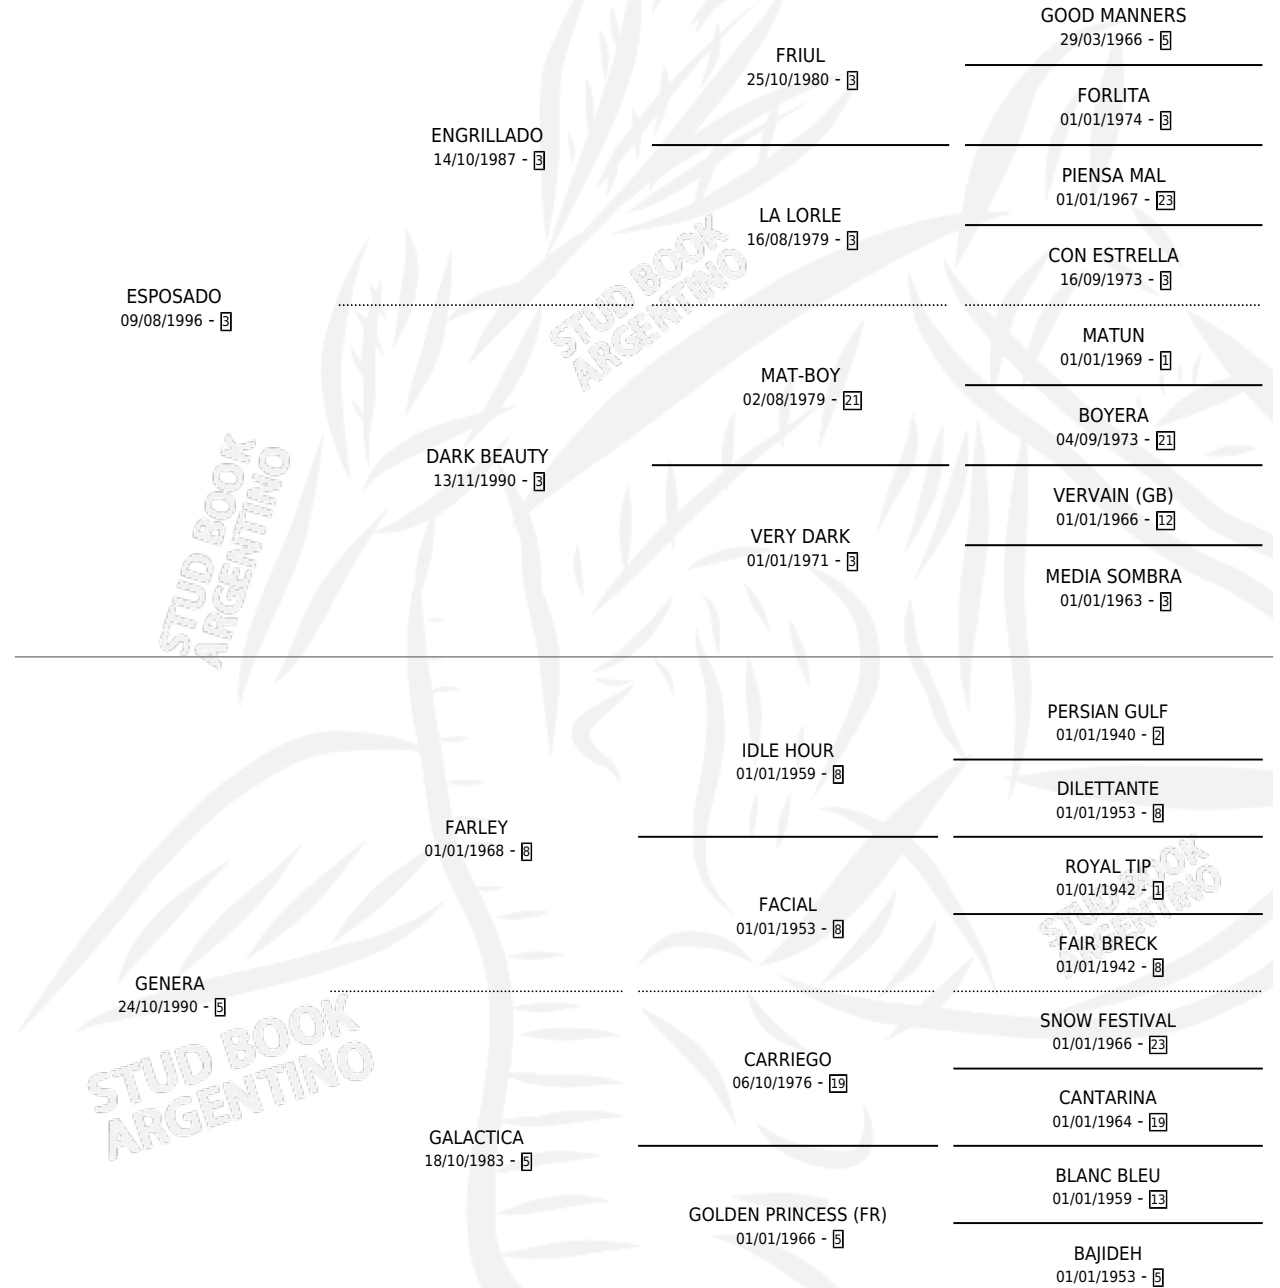 GOOD MANNERS
29/03/1966 - 5
FRIUL
25/10/1980 - 3
FORLITA
01/01/1974 - 3
ENGRILLADO
14/10/1987 - 3
PIENSA MAL
01/01/1967 - 23
LA LORLE
16/08/1979 - 3
CON ESTRELLA
16/09/1973 - 3
ESPOSADO
09/08/1996 - 3
MATUN
01/01/1969 - 1
MAT-BOY
02/08/1979 - 21
BOYERA
04/09/1973 - 21
DARK BEAUTY
13/11/1990 - 3
VERVAIN (GB)
01/01/1966 - 12
VERY DARK
01/01/1971 - 3
MEDIA SOMBRA
01/01/1963 - 3
PERSIAN GULF
01/01/1940 - 2
IDLE HOUR
01/01/1959 - 8
DILETTANTE
01/01/1953 - 8
FARLEY
01/01/1968 - 8
ROYAL TIP
01/01/1942 - 1
FACIAL
01/01/1953 - 8
FAIR BRECK
01/01/1942 - 8
GENERA
24/10/1990 - 5
SNOW FESTIVAL
01/01/1966 - 23
CARRIEGO
06/10/1976 - 19
CANTARINA
01/01/1964 - 19
GALACTICA
18/10/1983 - 5
BLANC BLEU
01/01/1959 - 13
GOLDEN PRINCESS (FR)
01/01/1966 - 5
BAJIDEH
01/01/1953 - 5
STUD BOOK
ARGENTINO
STUD BOOK
ARGENTINO
STUD BOOK
ARGENTINO
STUD BOOK
ARGENTINO